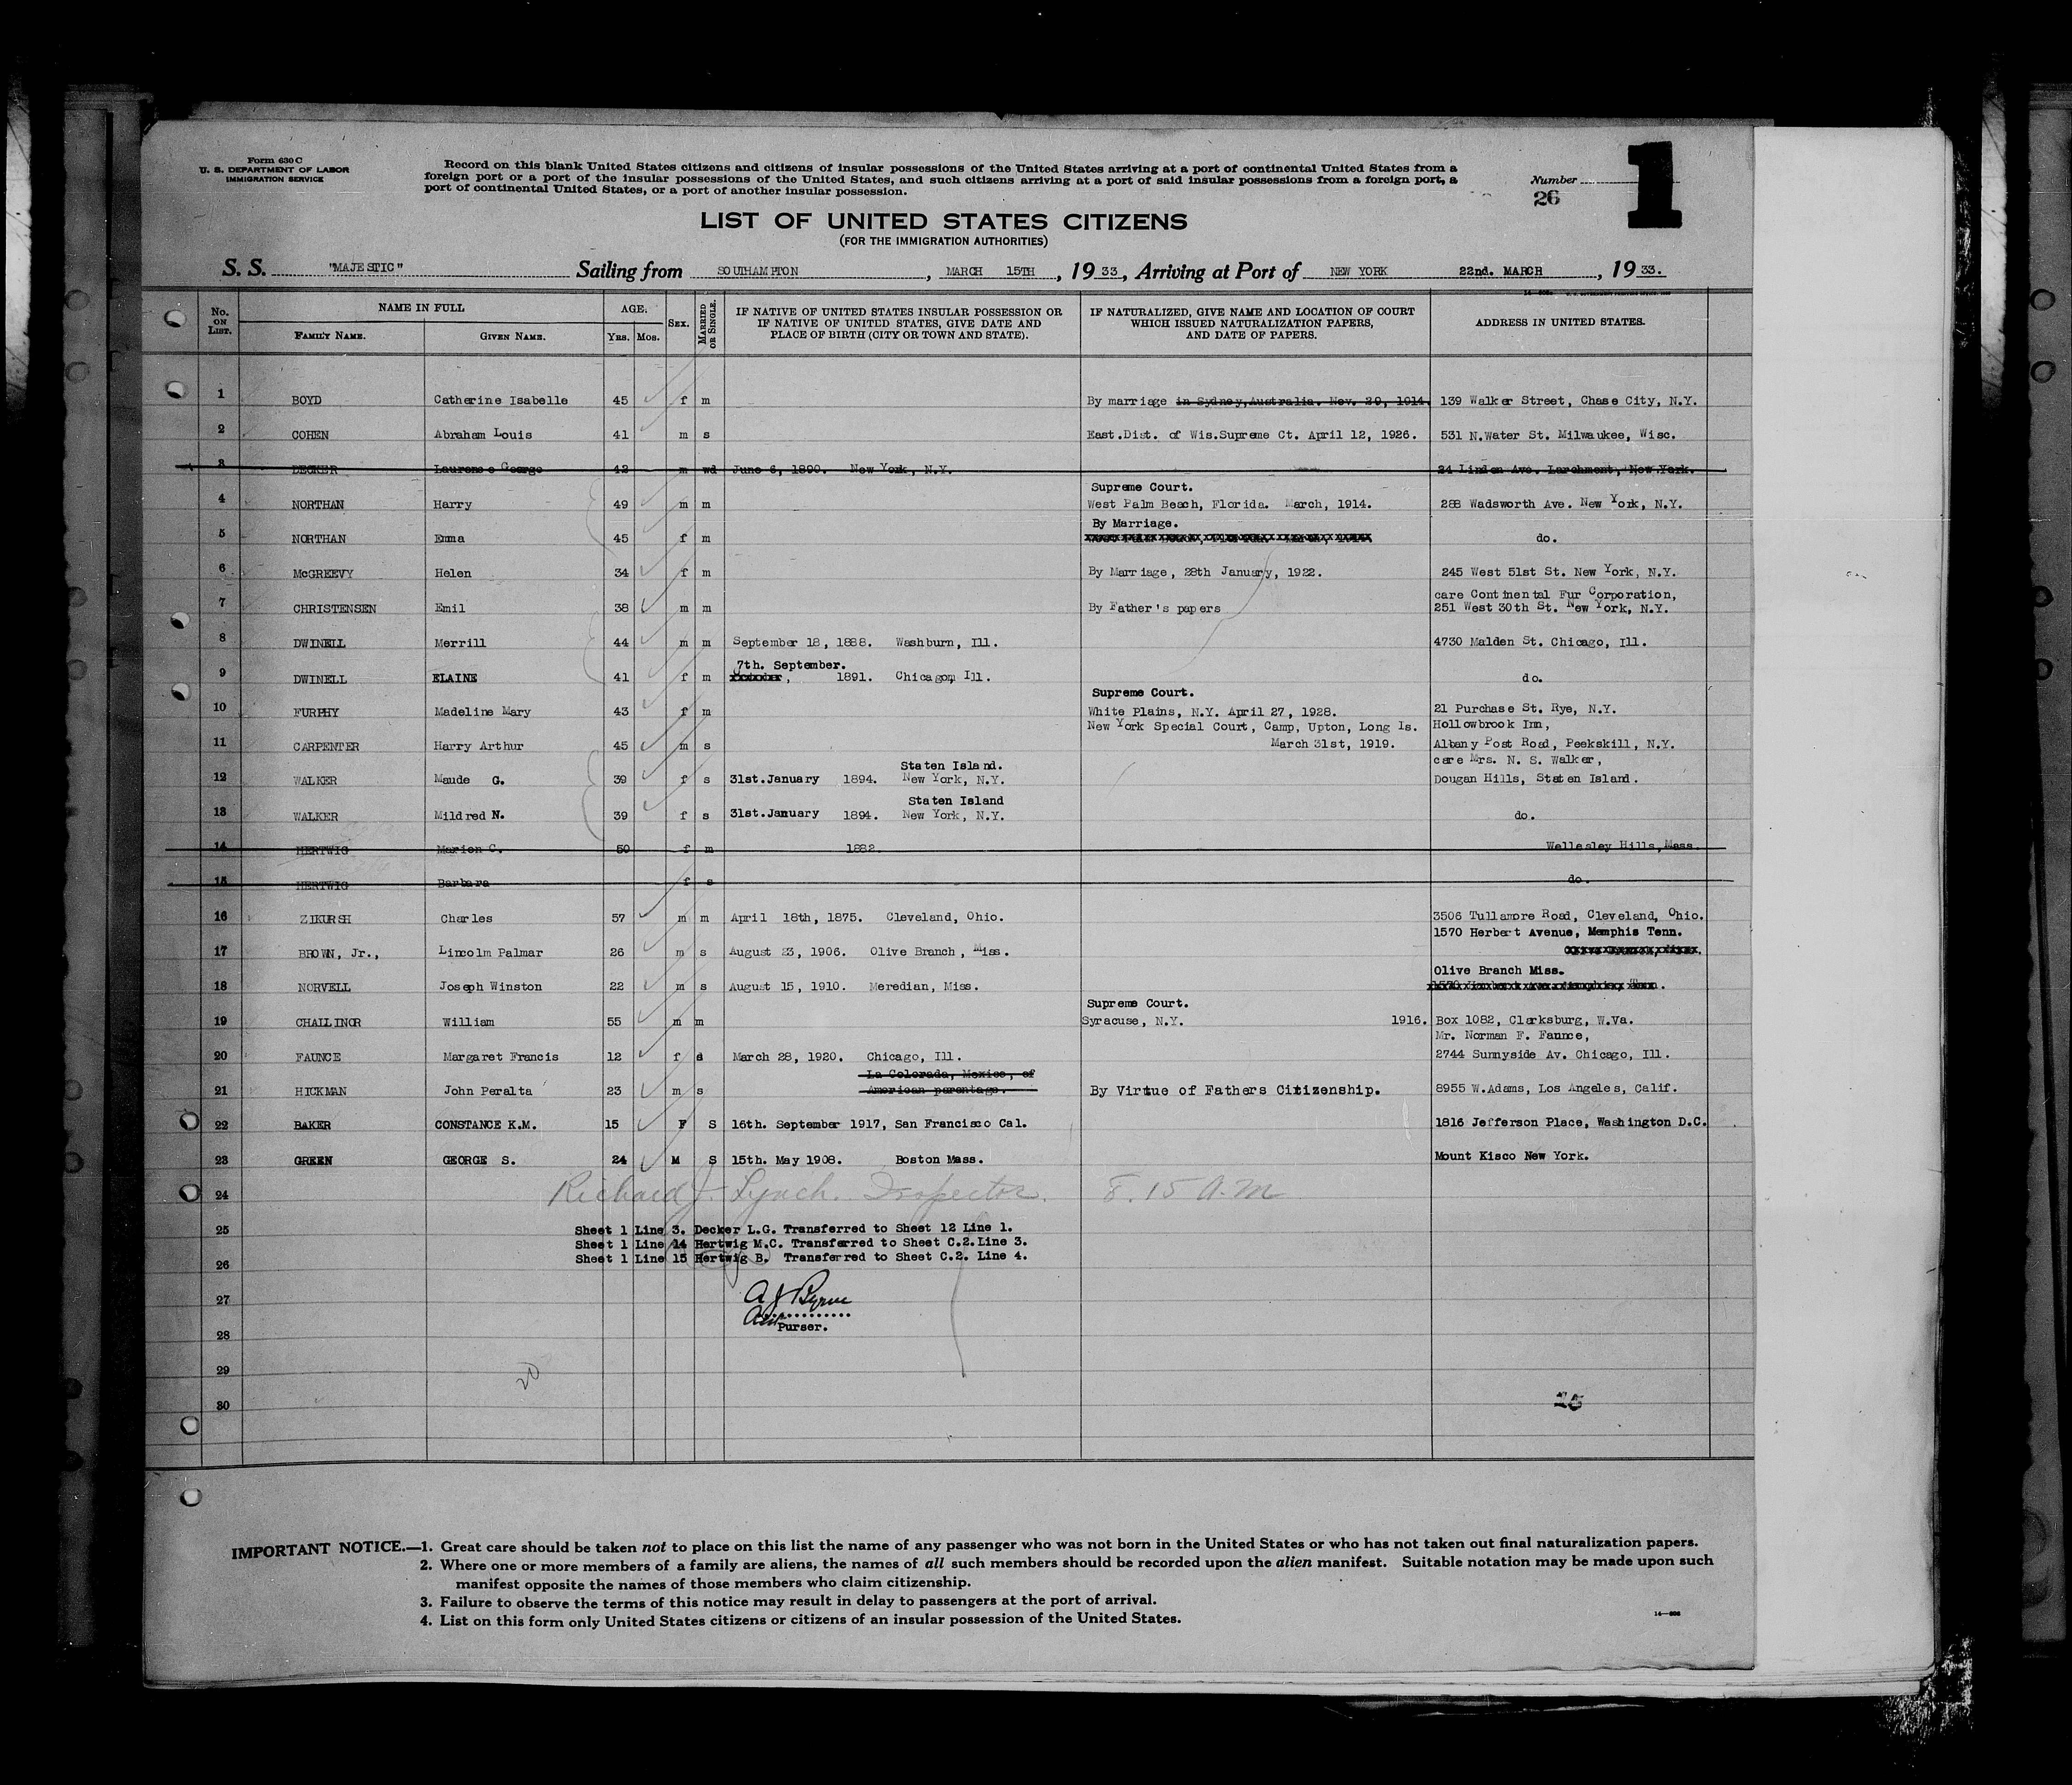 Form 630 C
U. S. DEPARTMENT OF LABOR
IMMIGRATION SERVICE
Record on this blank United States citizens and citizens of insular possessions of the United States arriving at a port of continental United States from a
foreign port or a port of the insular possessions of the United States, and such citizens arriving at a port of said insular possessions from a foreign port, a
port of continental United States, or a port of another insular possession.
Number
26
1
LIST OF UNITED STATES CITIZENS
(FOR THE IMMIGRATION AUTHORITIES)
S. S. "MAJESTIC" Sailing from SOUTHAMPTON, MARCH 15TH, 1933, Arriving at Port of NEW YORK 22nd. MARCH, 1933.
No. ON LIST. NAME IN FULL FAMILY NAME. GIVEN NAME. AGE. YRS. MOS. SEX. MARRIED OR SINGLE. IF NATIVE OF UNITED STATES INSULAR POSSESSION OR IF NATIVE OF UNITED STATES, GIVE DATE AND PLACE OF BIRTH (CITY OR TOWN AND STATE). IF NATURALIZED, GIVE NAME AND LOCATION OF COURT WHICH ISSUED NATURALIZATION PAPERS, AND DATE OF PAPERS. ADDRESS IN UNITED STATES.
1 BOYD Catherine Isabelle 45 f m By marriage in Sydney, Australia. Nov. 29, 1914. 139 Walker Street, Chase City, N.Y.
2 COHEN Abraham Louis 41 m s East.Dist. of Wis.Supreme Ct. April 12, 1926. 531 N.Water St. Milwaukee, Wisc.
3 DECKER Laurence George 42 m wd June 6, 1890. New York, N.Y. 24 Linden Ave. Larchment, New York.
Supreme Court.
4 NORTHAN Harry 49 m m West Palm Beach, Florida. March, 1914. 288 Wadsworth Ave. New York, N.Y.
By Marriage.
5 NORTHAN Emma 45 f m do.
6 McGREEVY Helen 34 f m By Marriage, 28th January, 1922. 245 West 51st St. New York, N.Y.
care Continental Fur Corporation,
7 CHRISTENSEN Emil 38 m m By Father's papers 251 West 30th St. New York, N.Y.
8 DWINELL Merrill 44 m m September 18, 1888. Washburn, Ill. 4730 Malden St. Chicago, Ill.
7th. September.
9 DWINELL ELAINE 41 f m 1891. Chicago, Ill. do.
Supreme Court.
10 FURPHY Madeline Mary 43 f m White Plains, N.Y. April 27, 1928. 21 Purchase St. Rye, N.Y.
New York Special Court, Camp, Upton, Long Is. Hollowbrook Inn,
11 CARPENTER Harry Arthur 45 m s March 31st, 1919. Albany Post Road, Peekskill, N.Y.
Staten Island. care Mrs. N. S. Walker,
12 WALKER Maude G. 39 f s 31st.January 1894. New York, N.Y. Dougan Hills, Staten Island.
Staten Island
13 WALKER Mildred N. 39 f s 31st.January 1894. New York, N.Y. do.
14 HERTWIG Marion C. 50 f m 1882 Wellesley Hills, Mass.
15 HERTWIG Barbara f s do.
16 ZIKURSH Charles 57 m m April 18th, 1875. Cleveland, Ohio. 3506 Tullamore Road, Cleveland, Ohio.
1570 Herbert Avenue, Memphis Tenn.
17 BROWN, Jr., Lincolm Palmar 26 m s August 23, 1906. Olive Branch, Miss.
Olive Branch Miss.
18 NORVELL Joseph Winston 22 m s August 15, 1910. Meredian, Miss.
Supreme Court.
19 CHALLINOR William 55 m m Syracuse, N.Y. 1916. Box 1082, Clarksburg, W.Va.
Mr. Norman F. Faunce,
20 FAUNCE Margaret Francis 12 f s March 28, 1920. Chicago, Ill. 2744 Sunnyside Av. Chicago, Ill.
La Colorada, Mexico, of
21 HICKMAN John Peralta 23 m s American parentage. By Virtue of Fathers Citizenship. 8955 W.Adams, Los Angeles, Calif.
22 BAKER CONSTANCE K.M. 15 F S 16th. September 1917, San Francisco Cal. 1816 Jefferson Place, Washington D.C.
23 GREEN GEORGE S. 24 M S 15th. May 1908. Boston Mass. Mount Kisco New York.
24 Richard J. Lynch. Inspector. 8.15 A.M
25 Sheet 1 Line 3. Decker L.G. Transferred to Sheet 12 Line 1.
Sheet 1 Line 14 Hertwig M.C. Transferred to Sheet C.2. Line 3.
26 Sheet 1 Line 15 Hertwig B. Transferred to Sheet C.2. Line 4.
27 A J Byrne
28 Purser.
29 20
30
IMPORTANT NOTICE.—1. Great care should be taken not to place on this list the name of any passenger who was not born in the United States or who has not taken out final naturalization papers.
2. Where one or more members of a family are aliens, the names of all such members should be recorded upon the alien manifest. Suitable notation may be made upon such
manifest opposite the names of those members who claim citizenship.
3. Failure to observe the terms of this notice may result in delay to passengers at the port of arrival.
4. List on this form only United States citizens or citizens of an insular possession of the United States.